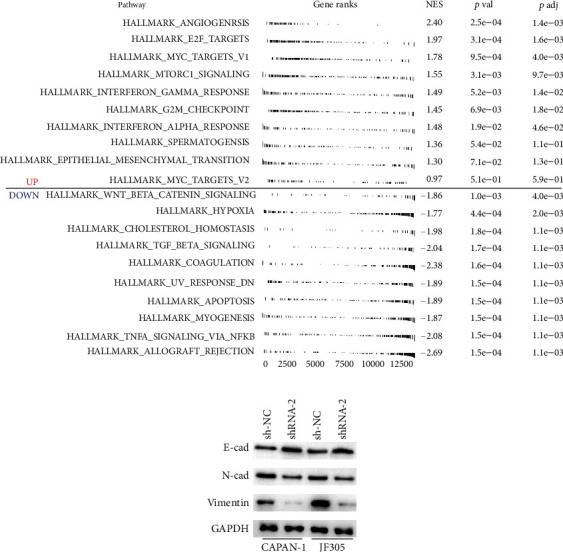 Pathway Gene ranks NES p val p adj
HALLMARK_ANGIOGENRSIS 2.40 2.5e−04 1.4e−03
HALLMARK_E2F_TARGETS 1.97 3.1e−04 1.6e−03
HALLMARK_MYC_TARGETS_V1 1.78 9.5e−04 4.0e−03
HALLMARK_MTORC1_SIGNALING 1.55 3.1e−03 9.7e−03
HALLMARK_INTERFERON_GAMMA_RESPONSE 1.49 5.2e−03 1.4e−02
HALLMARK_G2M_CHECKPOINT 1.45 6.9e−03 1.8e−02
HALLMARK_INTERFERON_ALPHA_RESPONSE 1.48 1.9e−02 4.6e−02
HALLMARK_SPERMATOGENSIS 1.36 5.4e−02 1.1e−01
HALLMARK_EPITHELIAL_MESENCHYMAL_TRANSITION 1.30 7.1e−02 1.3e−01
UP HALLMARK_MYC_TARGETS_V2 0.97 5.1e−01 5.9e−01
DOWN HALLMARK_WNT_BETA_CATENIN_SIGNALING −1.86 1.0e−03 4.0e−03
HALLMARK_HYPOXIA −1.77 4.4e−04 2.0e−03
HALLMARK_CHOLESTEROL_HOMOSTASIS −1.98 1.8e−04 1.1e−03
HALLMARK_TGF_BETA_SIGNALING −2.04 1.7e−04 1.1e−03
HALLMARK_COAGULATION −2.38 1.6e−04 1.1e−03
HALLMARK_UV_RESPONSE_DN −1.89 1.5e−04 1.1e−03
HALLMARK_APOPTOSIS −1.89 1.5e−04 1.1e−03
HALLMARK_MYOGENESIS −1.87 1.5e−04 1.1e−03
HALLMARK_TNFA_SIGNALING_VIA_NFKB −2.08 1.5e−04 1.1e−03
HALLMARK_ALLOGRAFT_REJECTION −2.69 1.5e−04 1.1e−03
0 2500 5000 7500 10000 12500
sh-NC shRNA-2 sh-NC shRNA-2
E-cad
N-cad
Vimentin
GAPDH
CAPAN-1 JF305